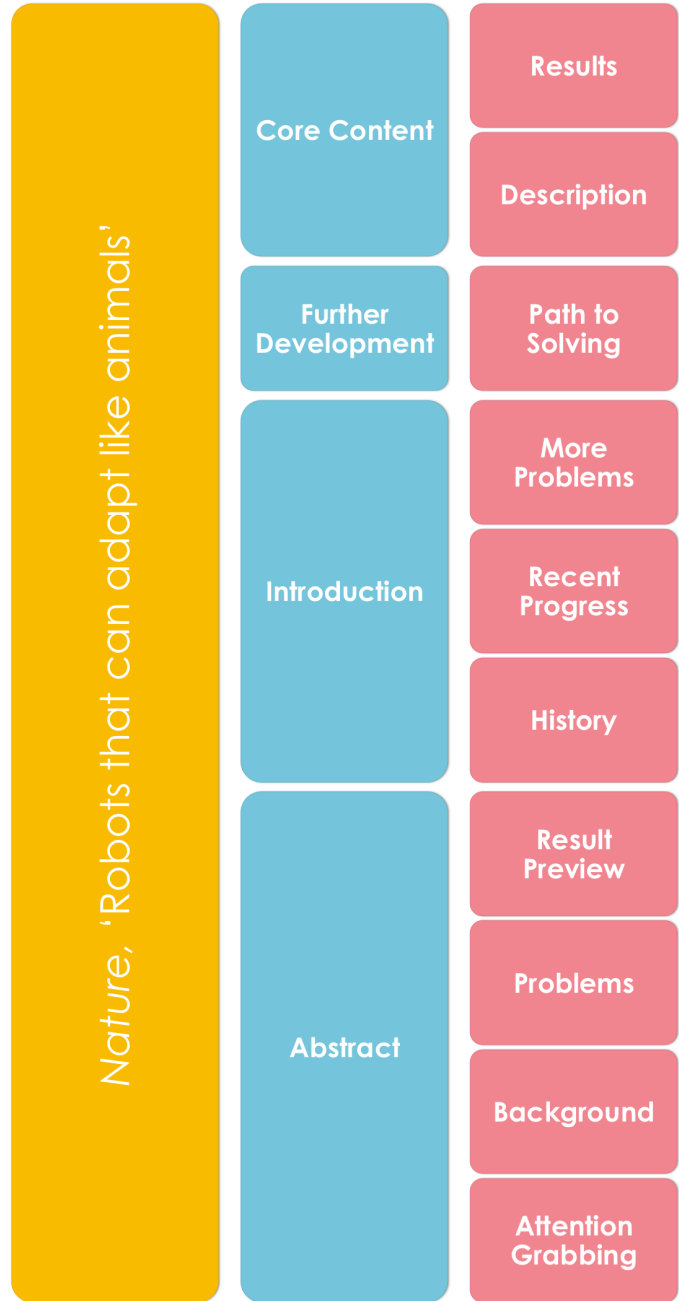 Nature, ‘Robots that can adapt like animals’
Core Content
Results
Description
Further
Development
Path to
Solving
Introduction
More
Problems
Recent
Progress
History
Abstract
Result
Preview
Problems
Background
Attention
Grabbing